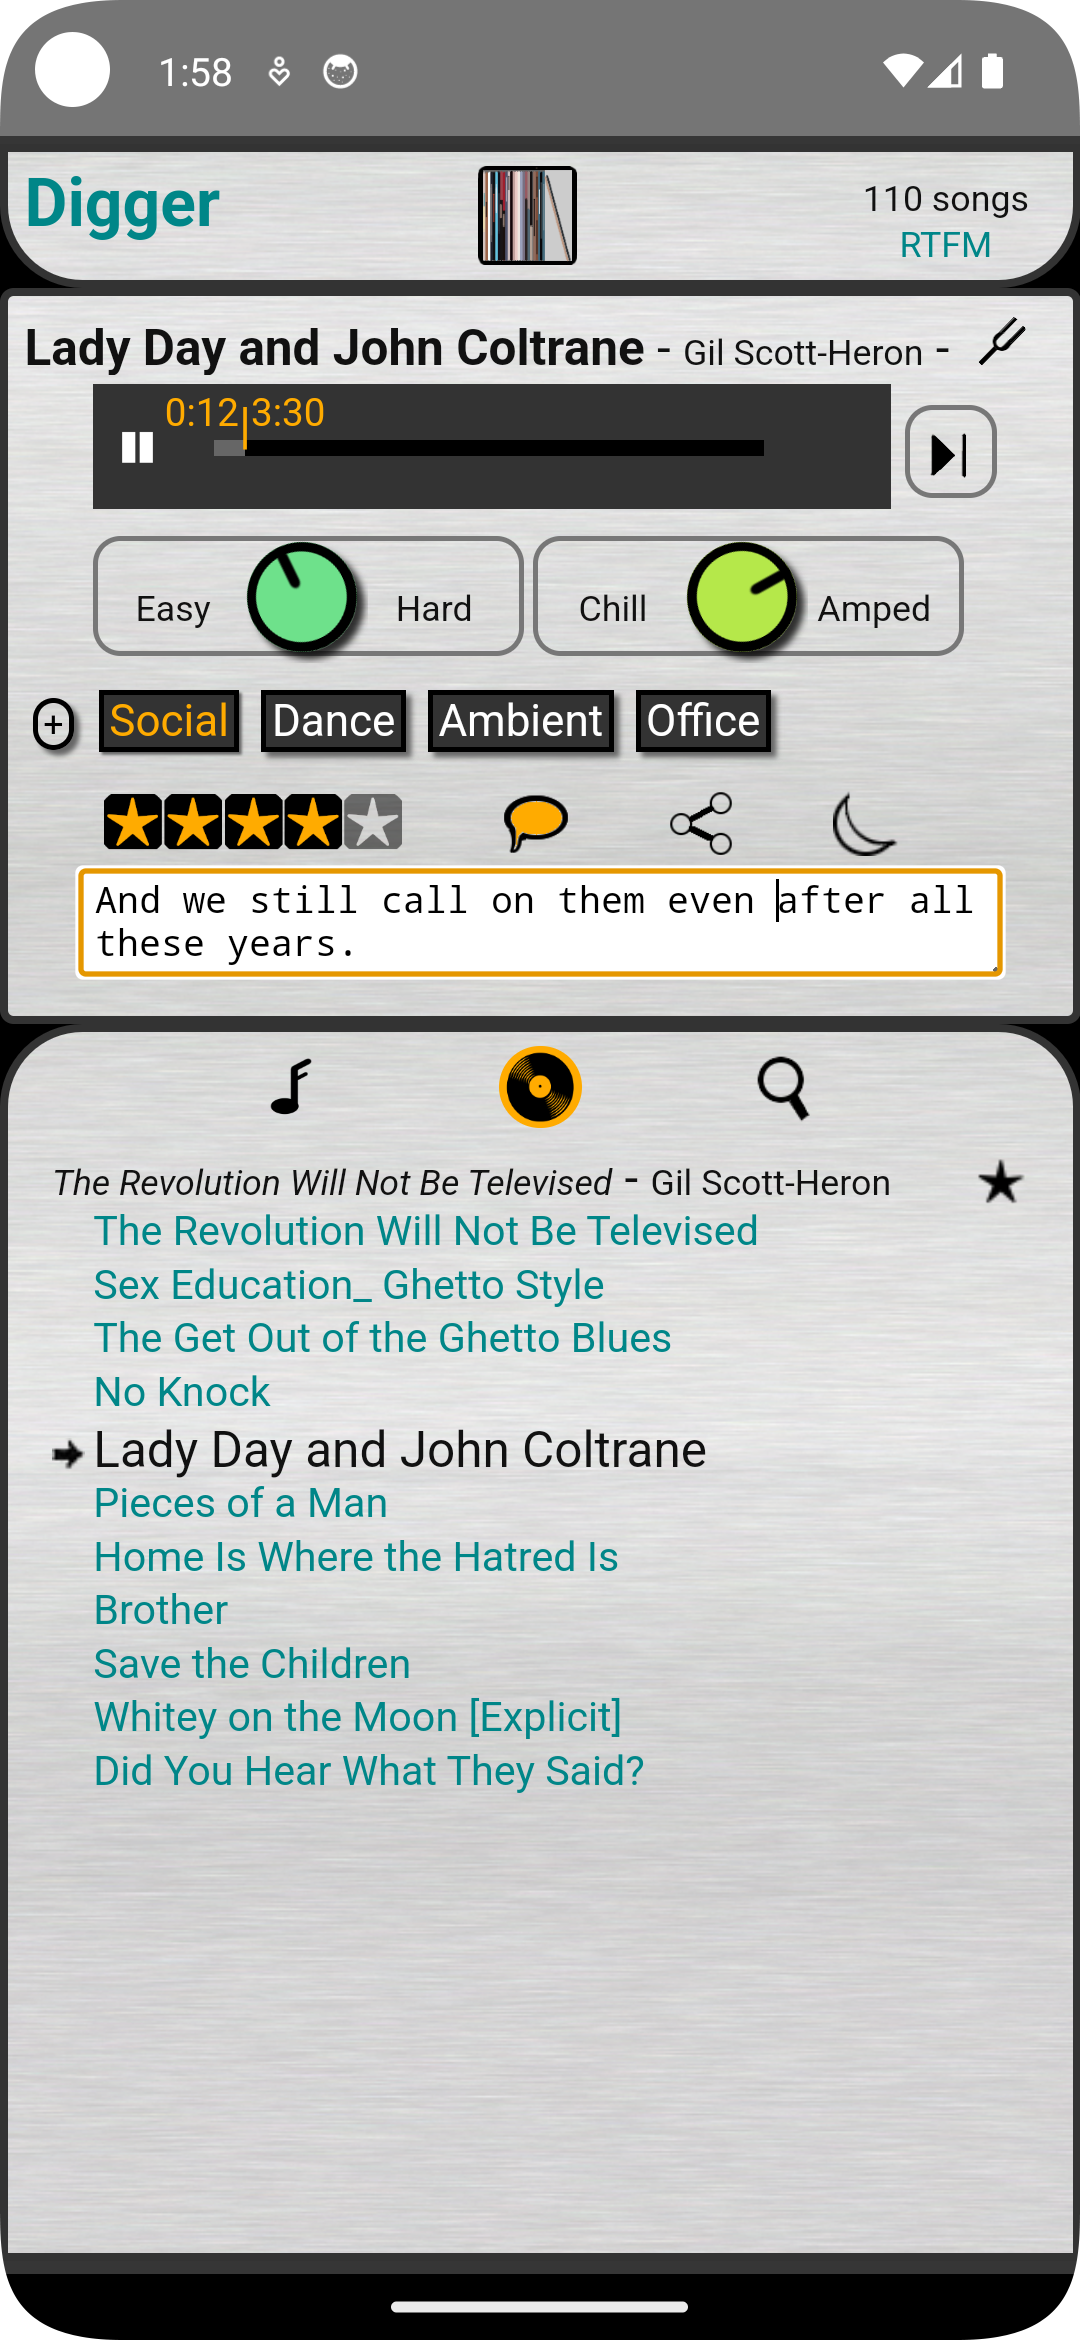 1:58
Digger
110 songs
RTFM
Lady Day and John Coltrane - Gil Scott-Heron -
0:12 3:30
Easy Hard Chill Amped
+ Social Dance Ambient Office
And we still call on them even after all
these years.
The Revolution Will Not Be Televised - Gil Scott-Heron
The Revolution Will Not Be Televised
Sex Education_ Ghetto Style
The Get Out of the Ghetto Blues
No Knock
Lady Day and John Coltrane
Pieces of a Man
Home Is Where the Hatred Is
Brother
Save the Children
Whitey on the Moon [Explicit]
Did You Hear What They Said?